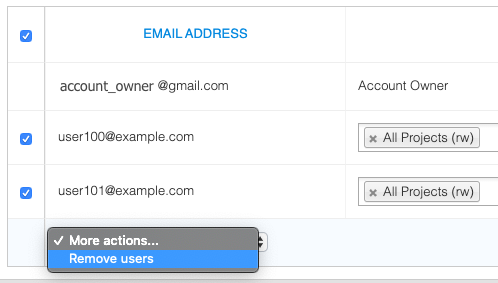 EMAIL ADDRESS
account_owner @gmail.com Account Owner
user100@example.com × All Projects (rw)
user101@example.com × All Projects (rw)
✓ More actions...
Remove users